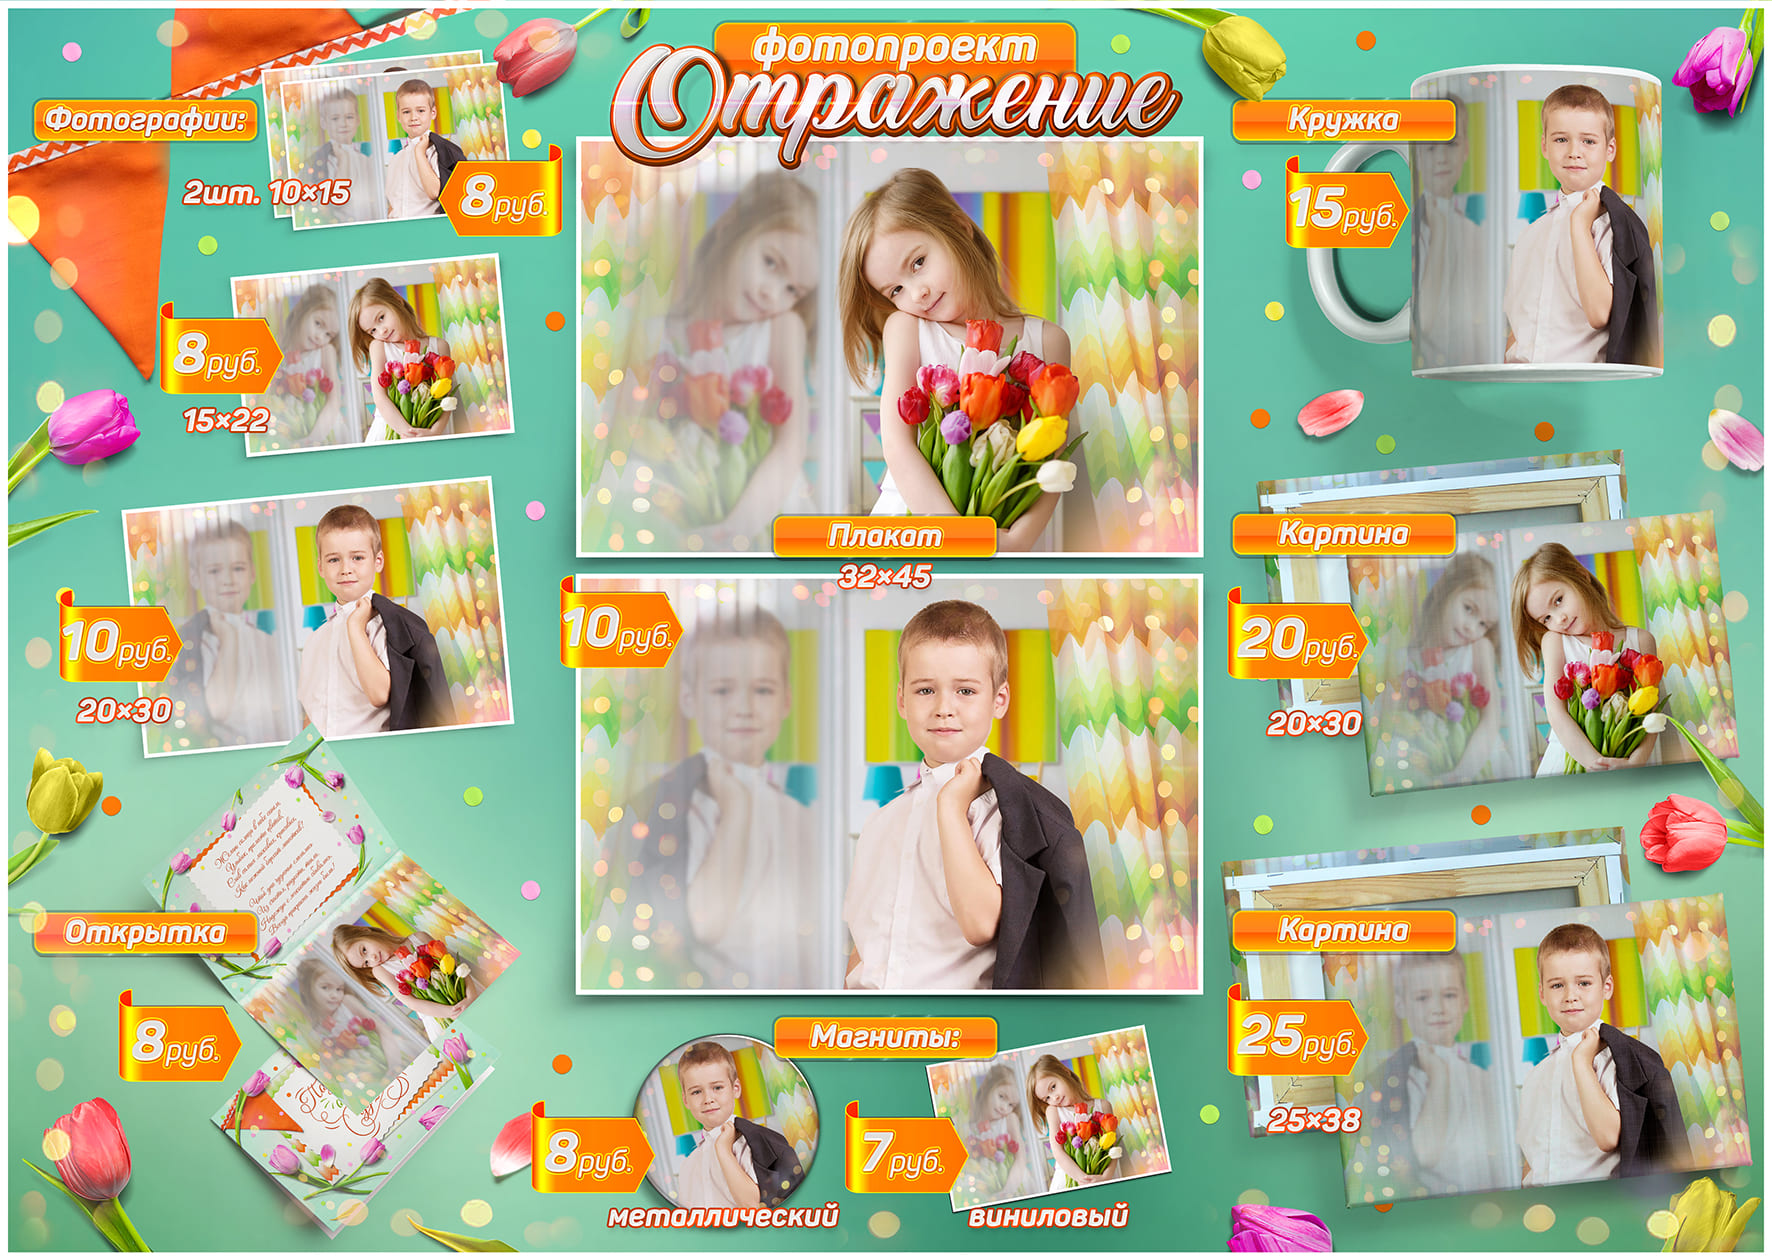 фотопроект
Отражение
Фотографии:
2шт. 10×15
8руб.
8руб.
15×22
10руб.
20×30
Открытка
8руб.
Плакат
32×45
10руб.
Магниты:
8руб.
металлический
7руб.
виниловый
Кружка
15руб.
Картина
20руб.
20×30
Картина
25руб.
25×38